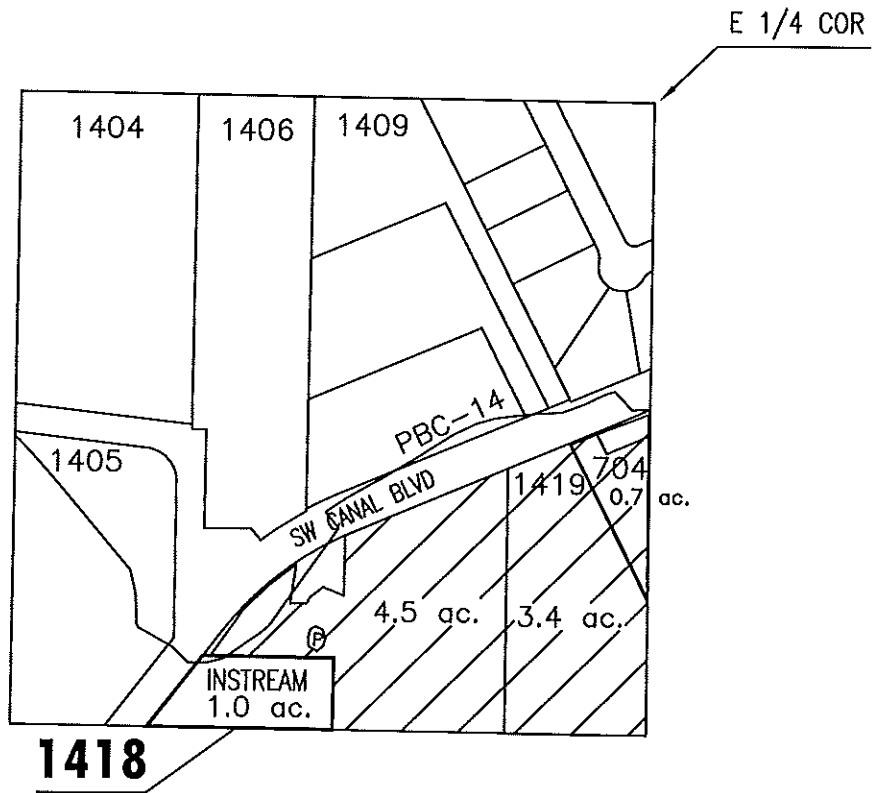 E 1/4 COR
1404
1406
1409
PBC-14
1405
SW CANAL BLVD
1419
704
0.7 ac.
4.5 ac.
3.4 ac.
P
INSTREAM
1.0 ac.
1418